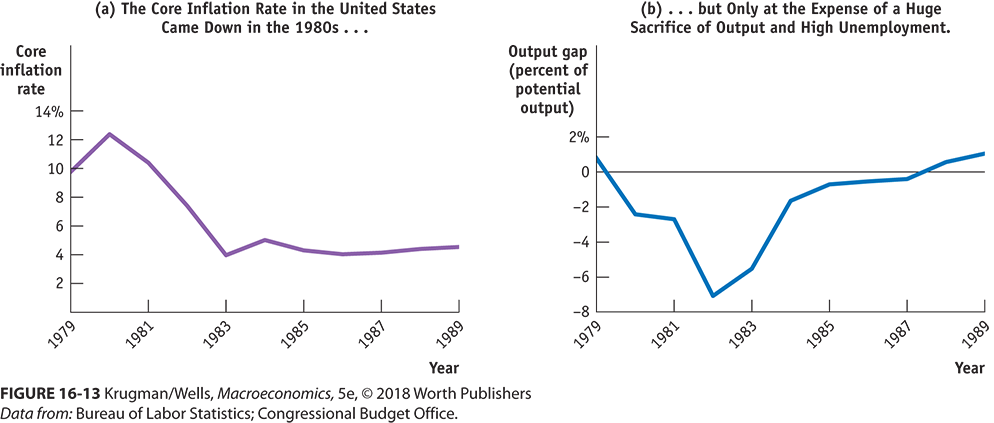 (a) The Core Inflation Rate in the United States
Came Down in the 1980s . . .
Core
inflation
rate
14%
12
10
8
6
4
2
1979
1981
1983
1985
1987
1989
Year
(b) . . . but Only at the Expense of a Huge
Sacrifice of Output and High Unemployment.
Output gap
(percent of
potential
output)
2%
0
–2
–4
–6
–8
1979
1981
1983
1985
1987
1989
Year
FIGURE 16-13 Krugman/Wells, Macroeconomics, 5e, © 2018 Worth Publishers
Data from: Bureau of Labor Statistics; Congressional Budget Office.